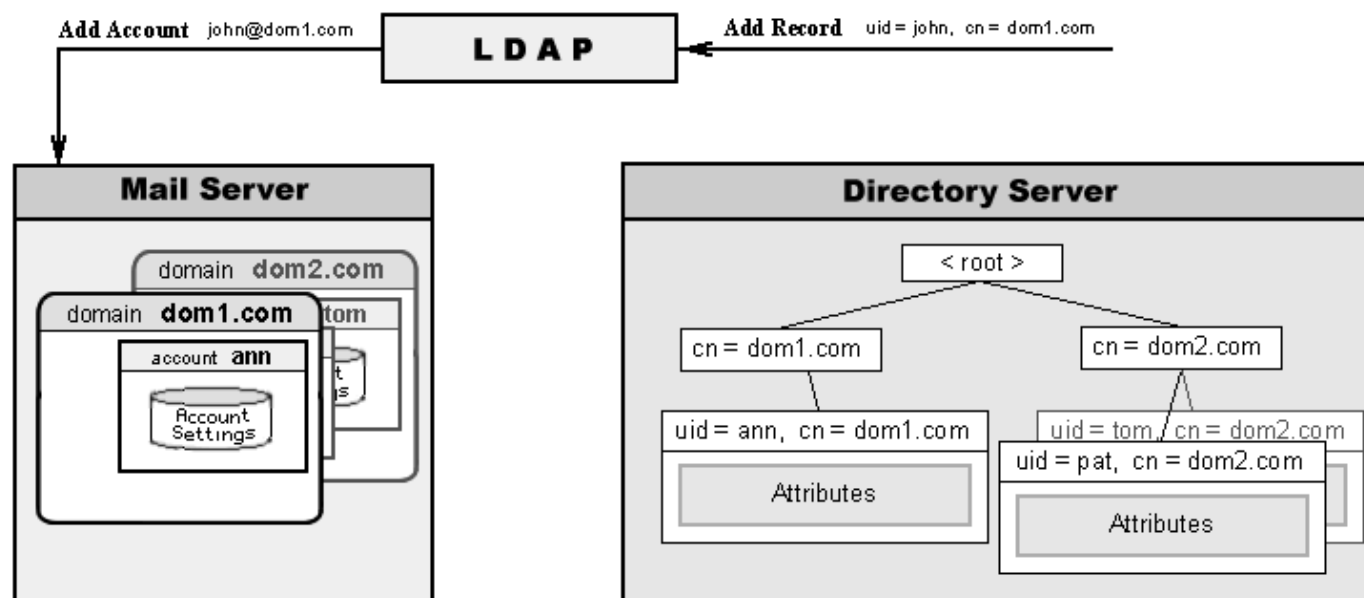 Add Account john@dom1.com
LDAP
Add Record uid = john, cn = dom1.com
Mail Server
domain dom2.com
tom
domain dom1.com
account ann
Account
Settings
Directory Server
< root >
cn = dom1.com
cn = dom2.com
uid = ann, cn = dom1.com
Attributes
uid = tom, cn = dom2.com
uid = pat, cn = dom2.com
Attributes